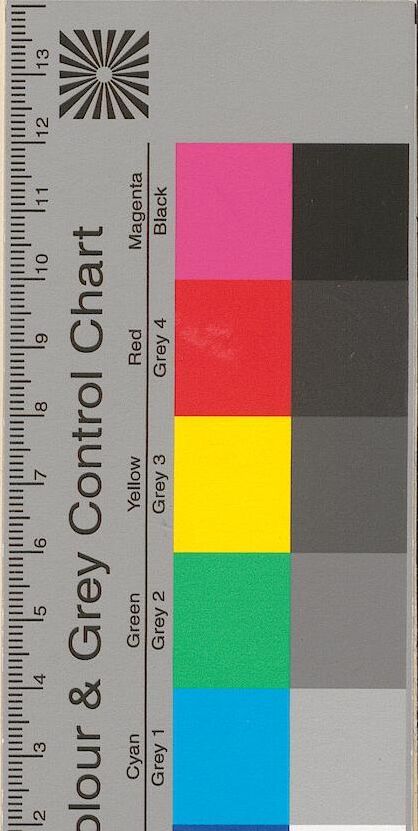 olour & Grey Control Chart
Cyan Green Yellow Red Magenta
Grey 1 Grey 2 Grey 3 Grey 4 Black
2 3 4 5 6 7 8 9 10 11 12 13